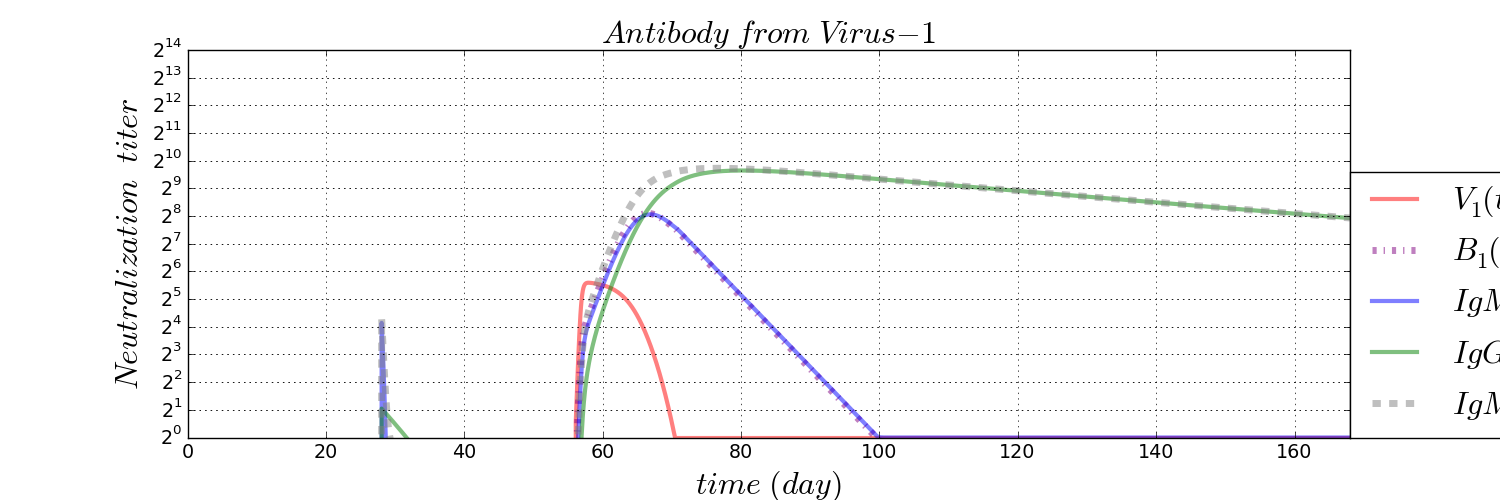 Antibody from Virus−1
Neutralization titer
2^14
2^13
2^12
2^11
2^10
2^9
2^8
2^7
2^6
2^5
2^4
2^3
2^2
2^1
2^0
0 20 40 60 80 100 120 140 160
time (day)
V_1(
B_1(
Ig
IgG
Ig